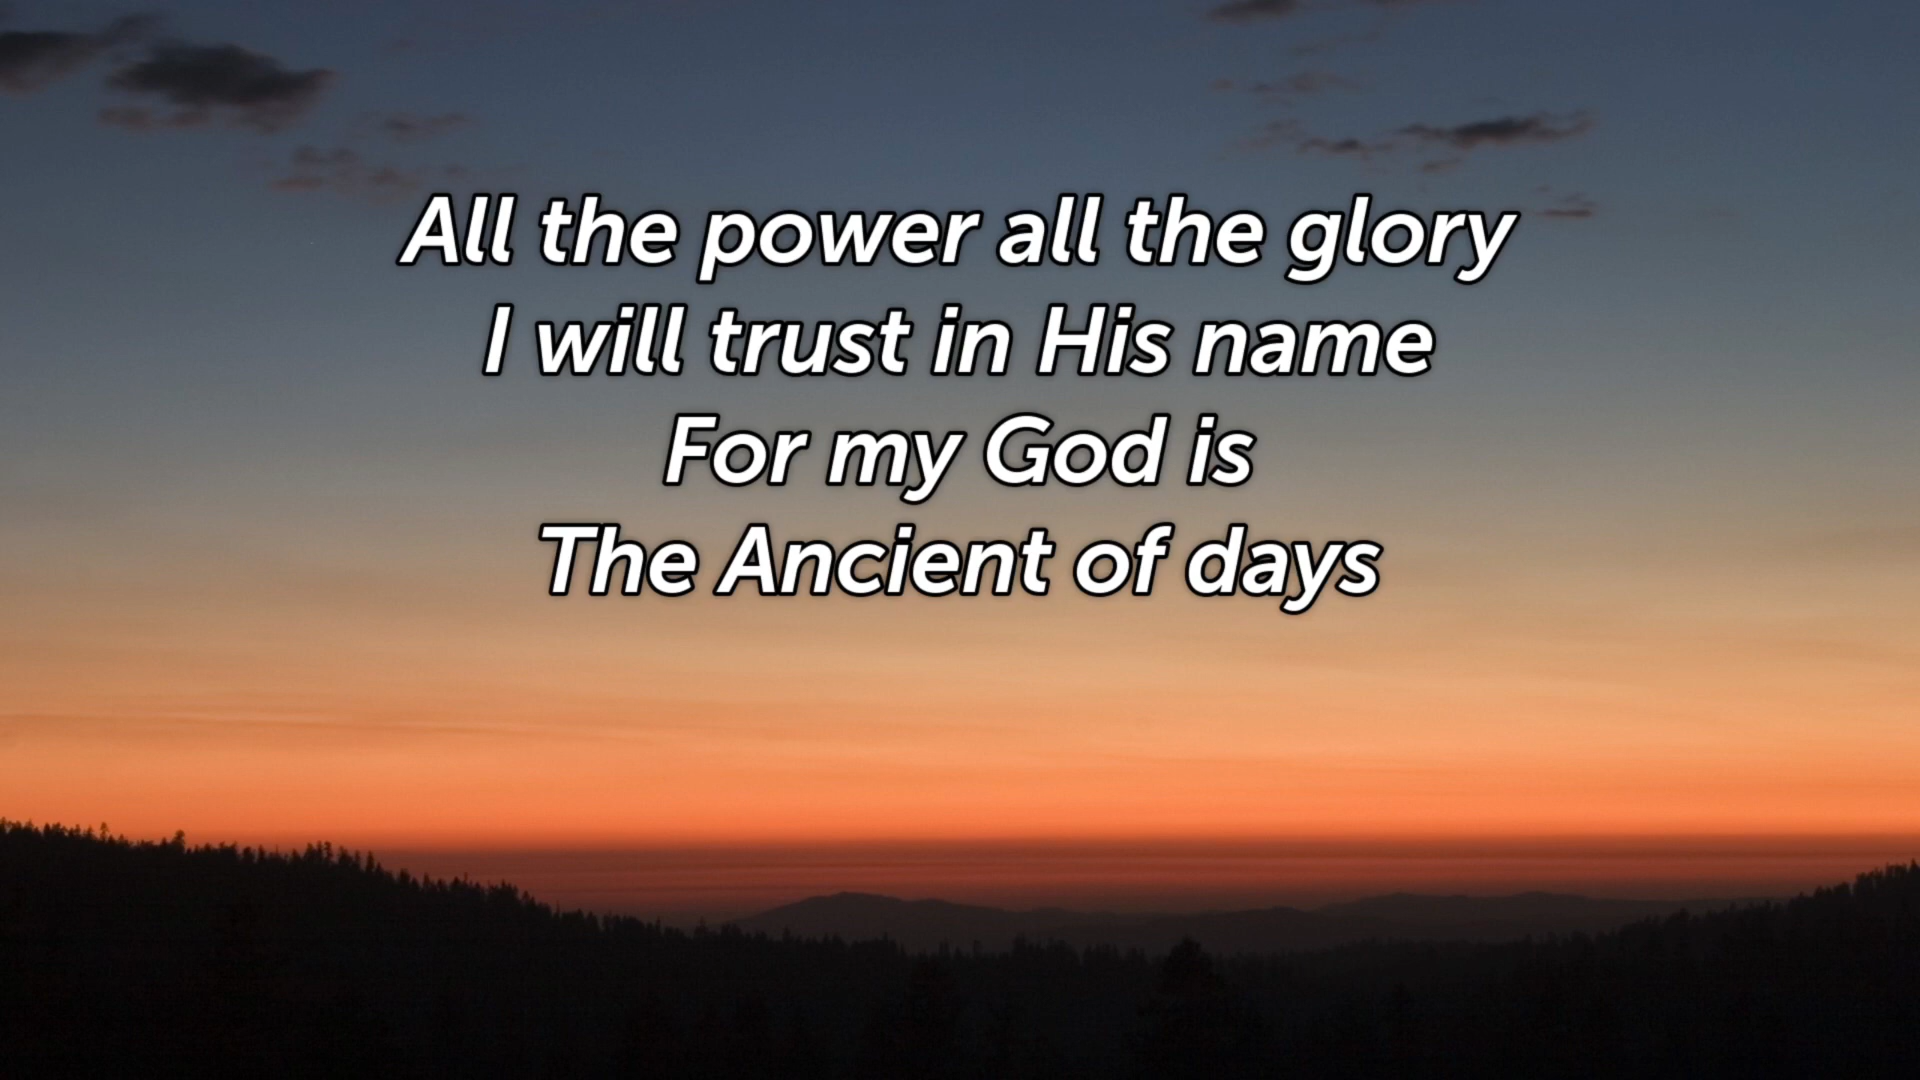 All the power all the glory
I will trust in His name
For my God is
The Ancient of days